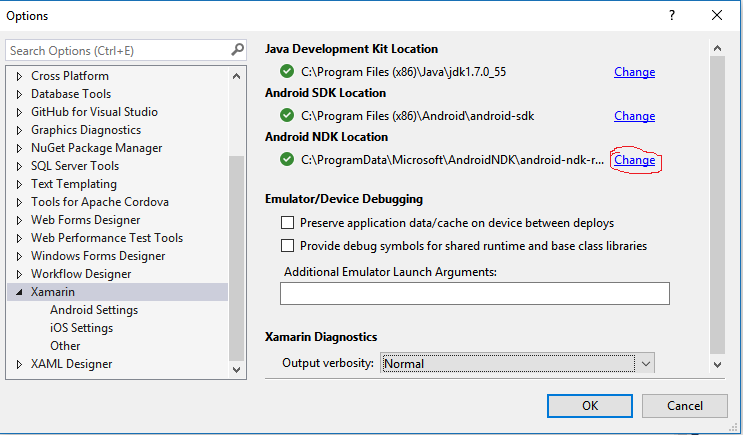 Options
Search Options (Ctrl+E)
Cross Platform
Database Tools
GitHub for Visual Studio
Graphics Diagnostics
NuGet Package Manager
SQL Server Tools
Text Templating
Tools for Apache Cordova
Web Forms Designer
Web Performance Test Tools
Windows Forms Designer
Workflow Designer
Xamarin
Android Settings
iOS Settings
Other
XAML Designer
Java Development Kit Location
C:\Program Files (x86)\Java\jdk1.7.0_55 Change
Android SDK Location
C:\Program Files (x86)\Android\android-sdk Change
Android NDK Location
C:\ProgramData\Microsoft\AndroidNDK\android-ndk-r... Change
Emulator/Device Debugging
Preserve application data/cache on device between deploys
Provide debug symbols for shared runtime and base class libraries
Additional Emulator Launch Arguments:
Xamarin Diagnostics
Output verbosity: Normal
OK Cancel